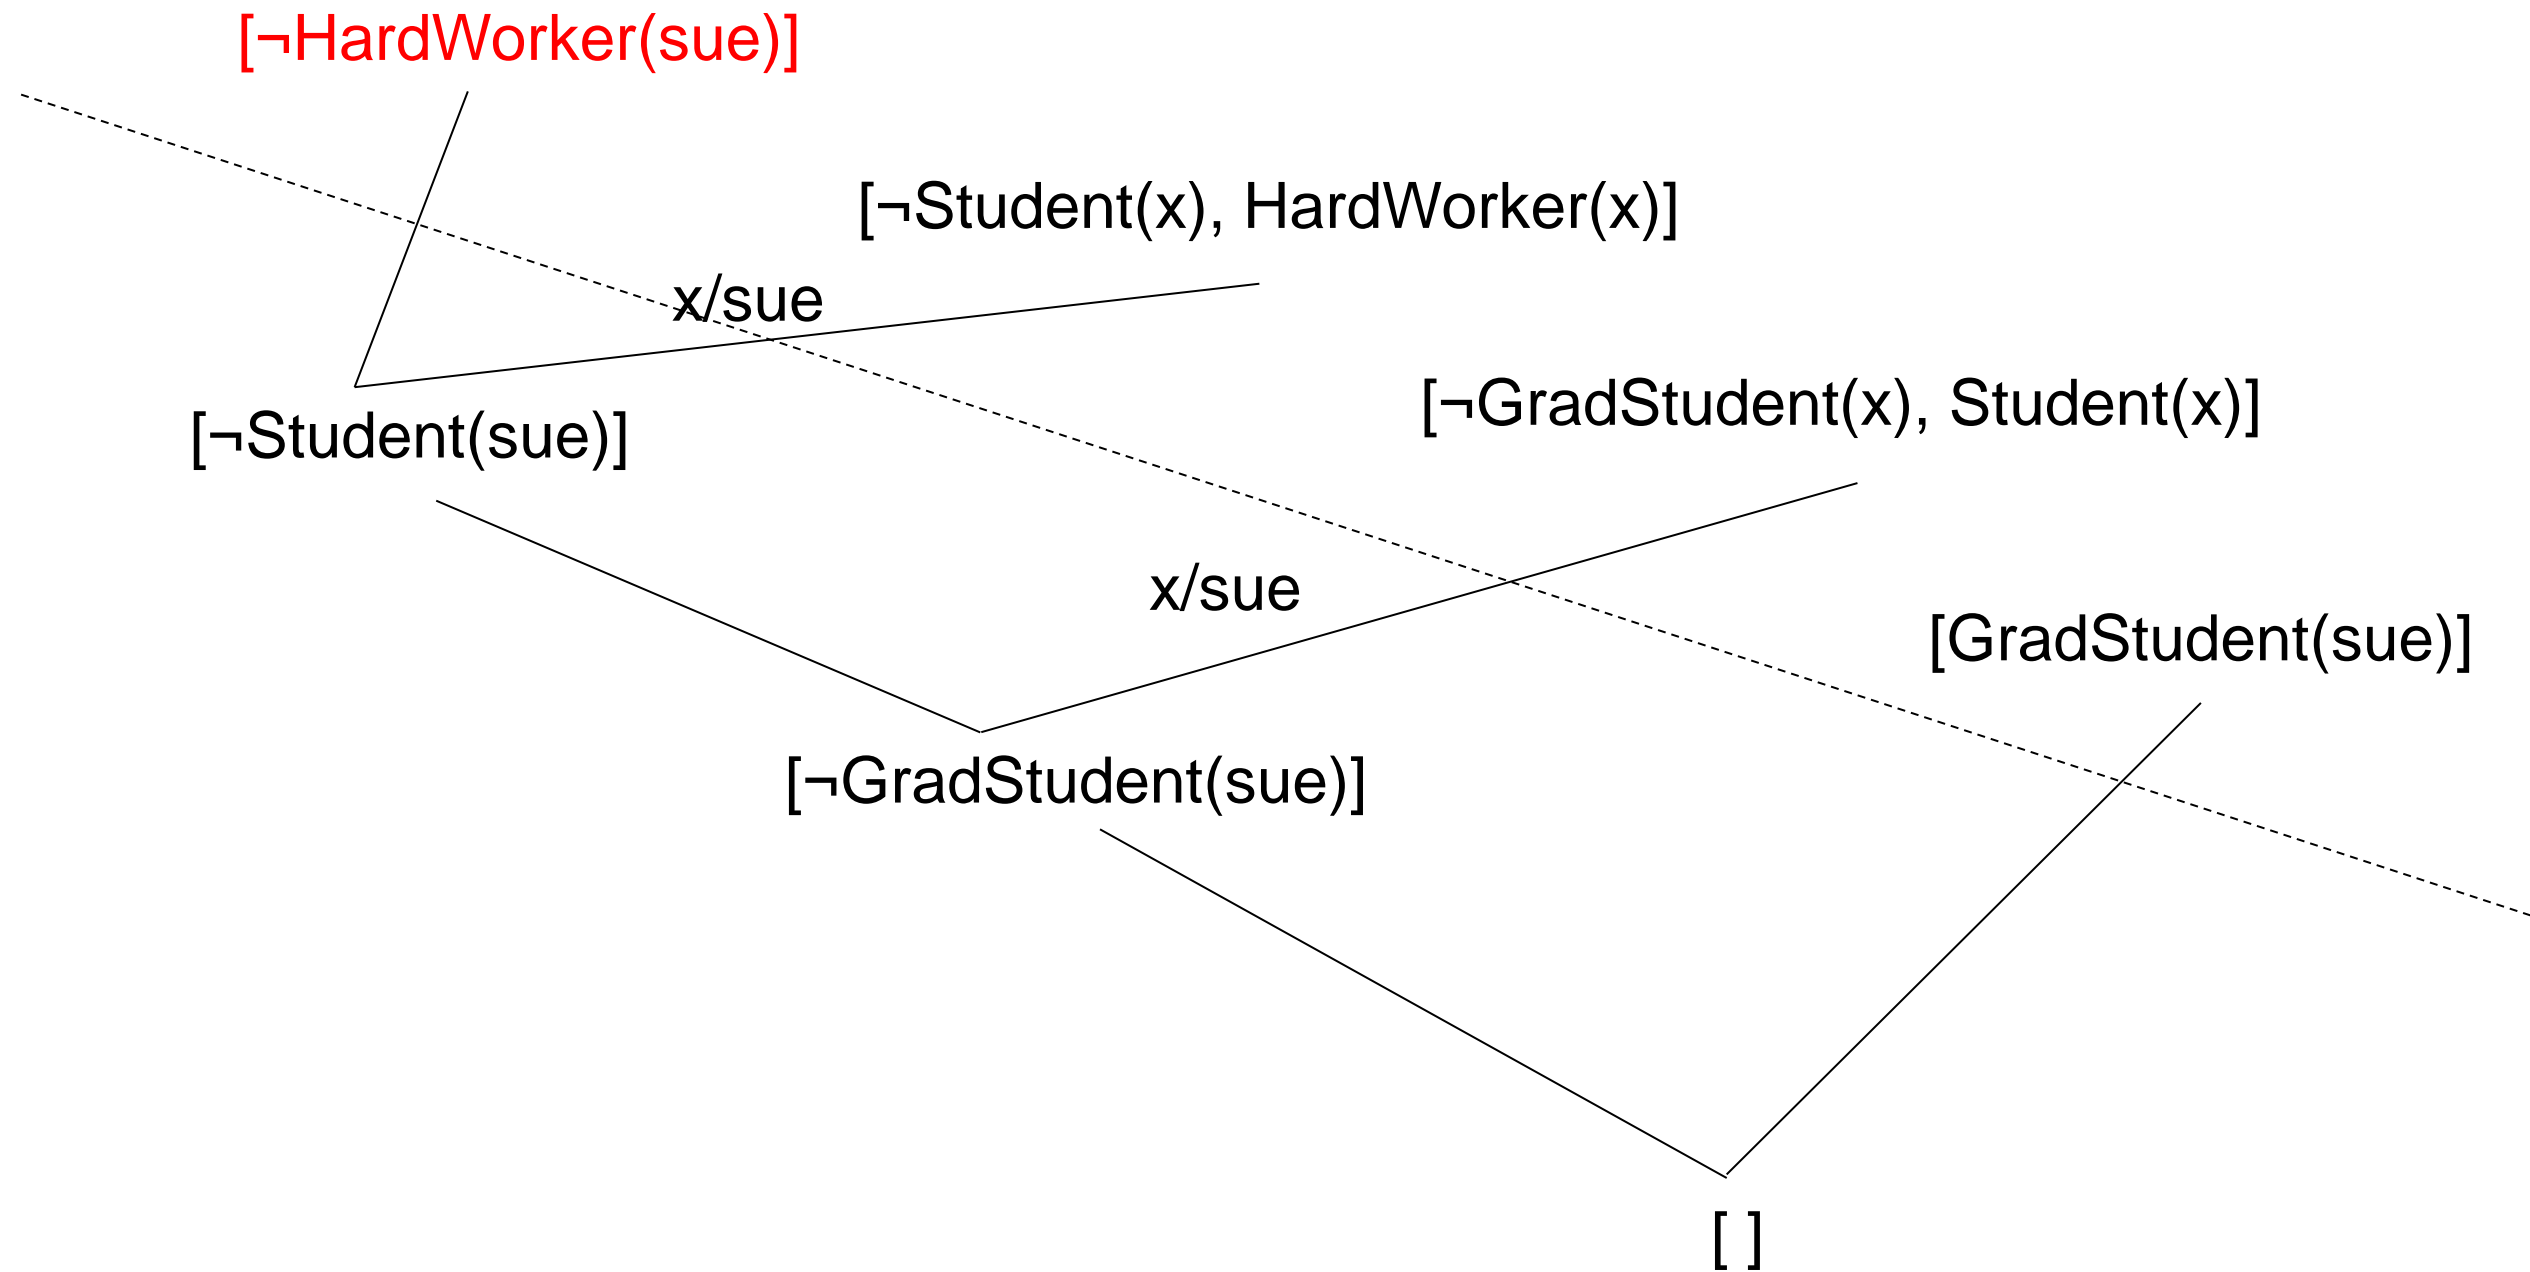 [¬HardWorker(sue)]
[¬Student(x), HardWorker(x)]
x/sue
[¬GradStudent(x), Student(x)]
[¬Student(sue)]
x/sue
[GradStudent(sue)]
[¬GradStudent(sue)]
[ ]